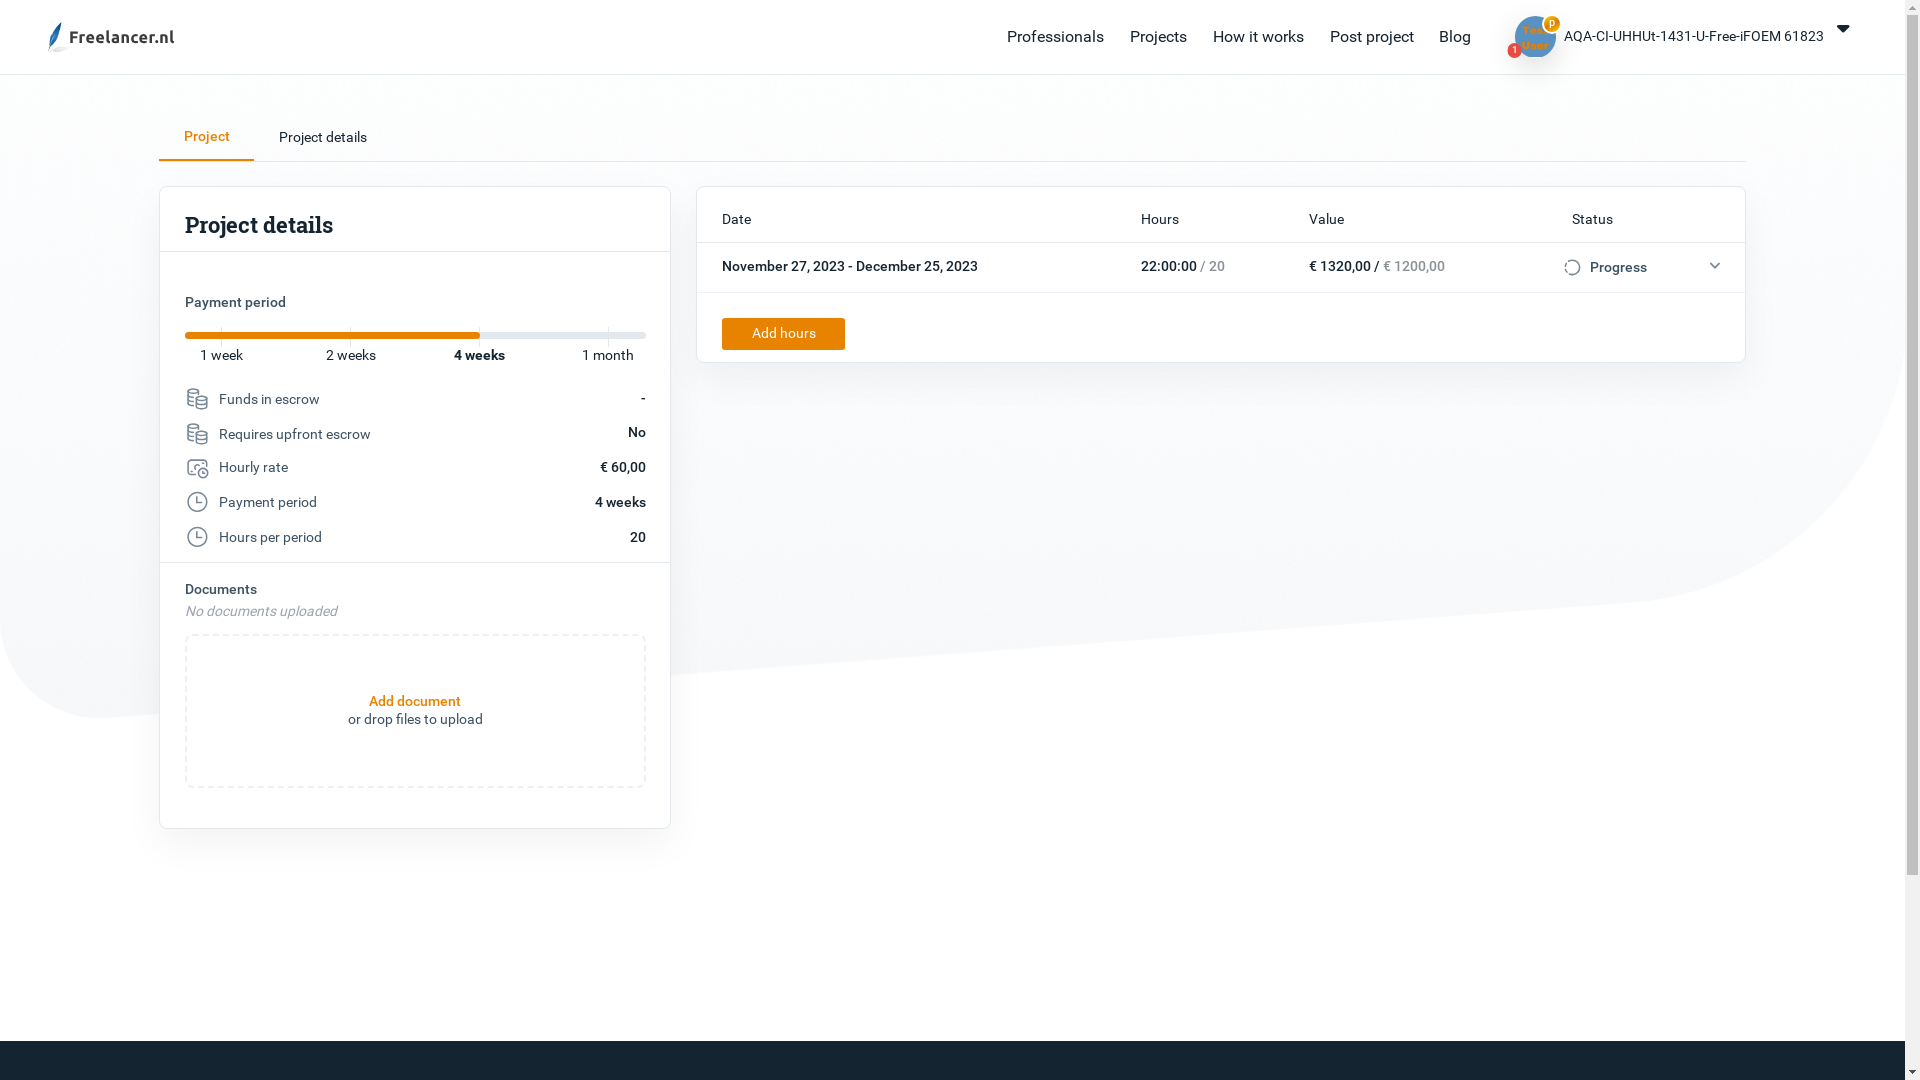 Freelancer.nl
Professionals
Projects
How it works
Post project
Blog
p
1
AQA-CI-UHHUt-1431-U-Free-iFOEM 61823
Project
Project details
Project details
Payment period
1 week
2 weeks
4 weeks
1 month
Funds in escrow
-
Requires upfront escrow
No
Hourly rate
€ 60,00
Payment period
4 weeks
Hours per period
20
Documents
No documents uploaded
Add document
or drop files to upload
Date
Hours
Value
Status
November 27, 2023 - December 25, 2023
22:00:00 / 20
€ 1320,00 / € 1200,00
Progress
Add hours